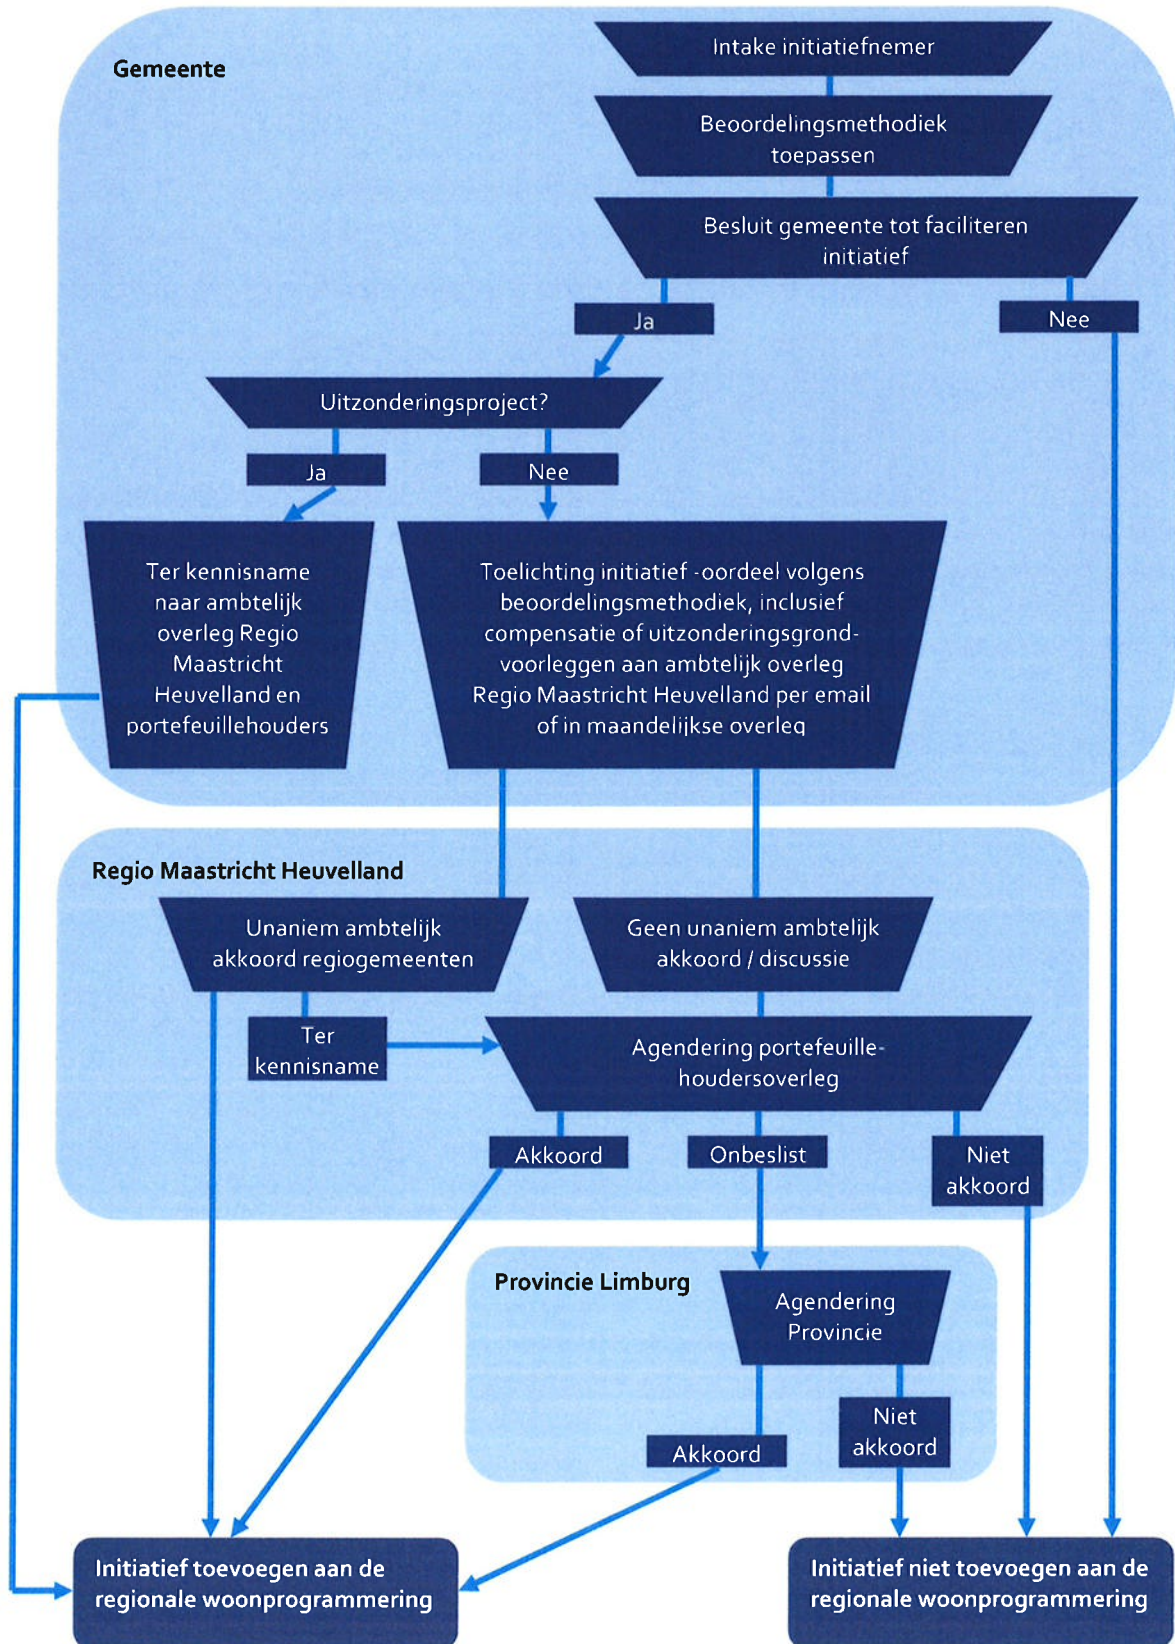 Gemeente
Intake initiatiefnemer
Beoordelingsmethodiek
toepassen
Besluit gemeente tot faciliteren
initiatief
Ja
Nee
Uitzonderingsproject?
Ja
Nee
Ter kennisname
naar ambtelijk
overleg Regio
Maastricht
Heuvelland en
portefeuillehouders
Toelichting initiatief -oordeel volgens
beoordelingsmethodiek, inclusief
compensatie of uitzonderingsgrond-
voorleggen aan ambtelijk overleg
Regio Maastricht Heuvelland per email
of in maandelijkse overleg
Regio Maastricht Heuvelland
Unaniem ambtelijk
akkoord regiogemeenten
Geen unaniem ambtelijk
akkoord / discussie
Ter
kennisname
Agendering portefeuille-
houdersoverleg
Akkoord
Onbeslist
Niet
akkoord
Provincie Limburg
Agendering
Provincie
Akkoord
Niet
akkoord
Initiatief toevoegen aan de
regionale woonprogrammering
Initiatief niet toevoegen aan de
regionale woonprogrammering